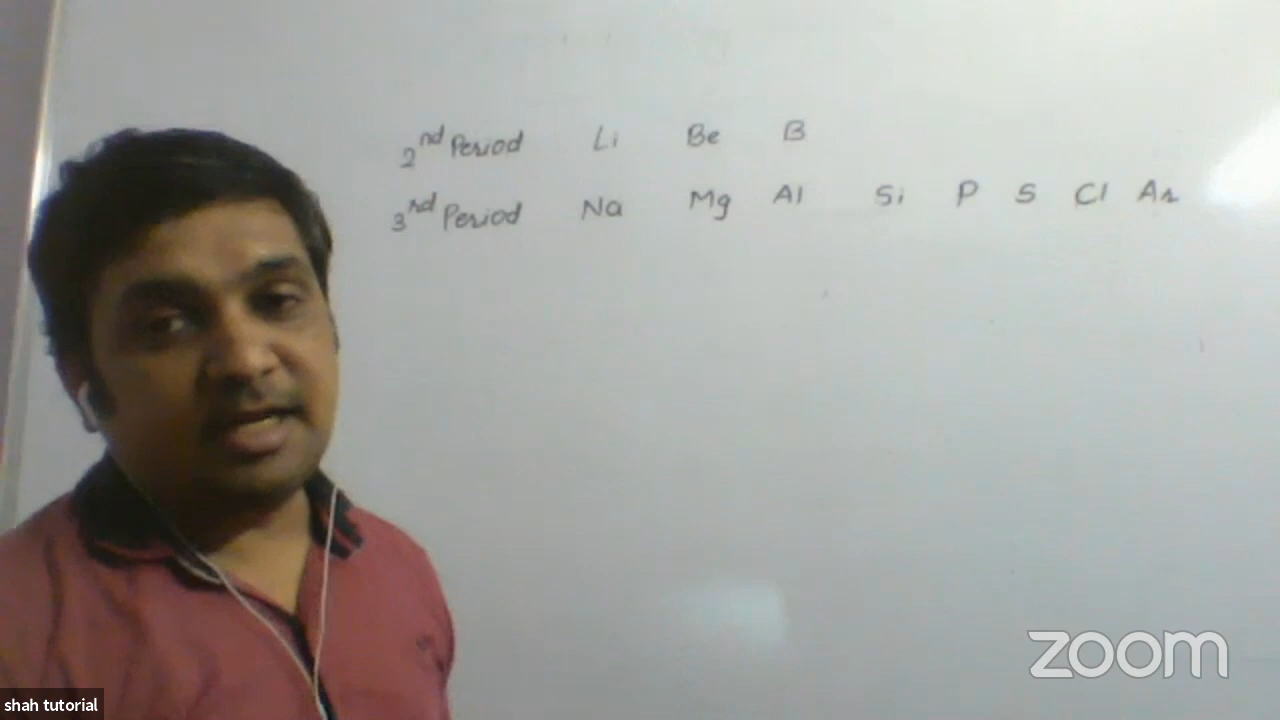 2nd Period Li Be B
3rd Period Na Mg Al Si P S Cl Ar
zoom
shah tutorial